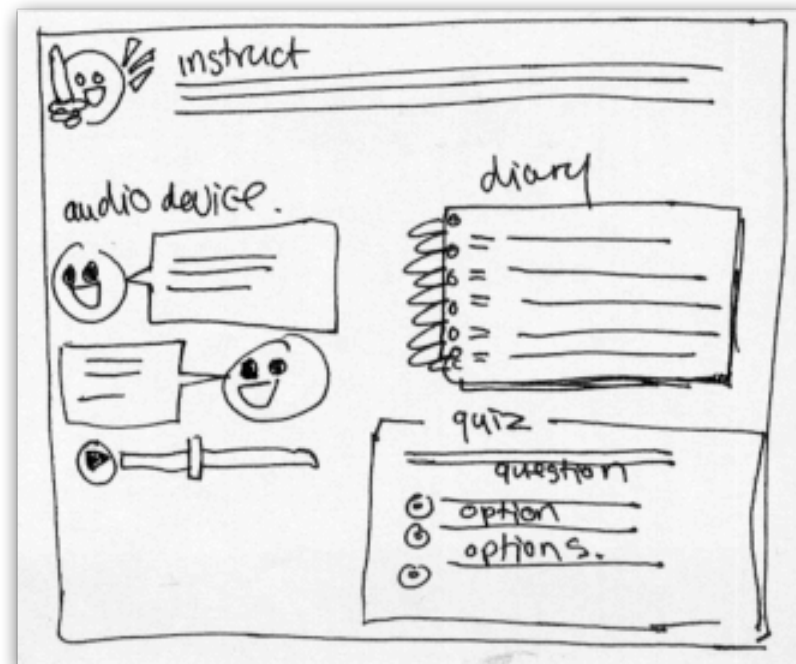 instruct
audio device.
diary
quiz
question
option
options.